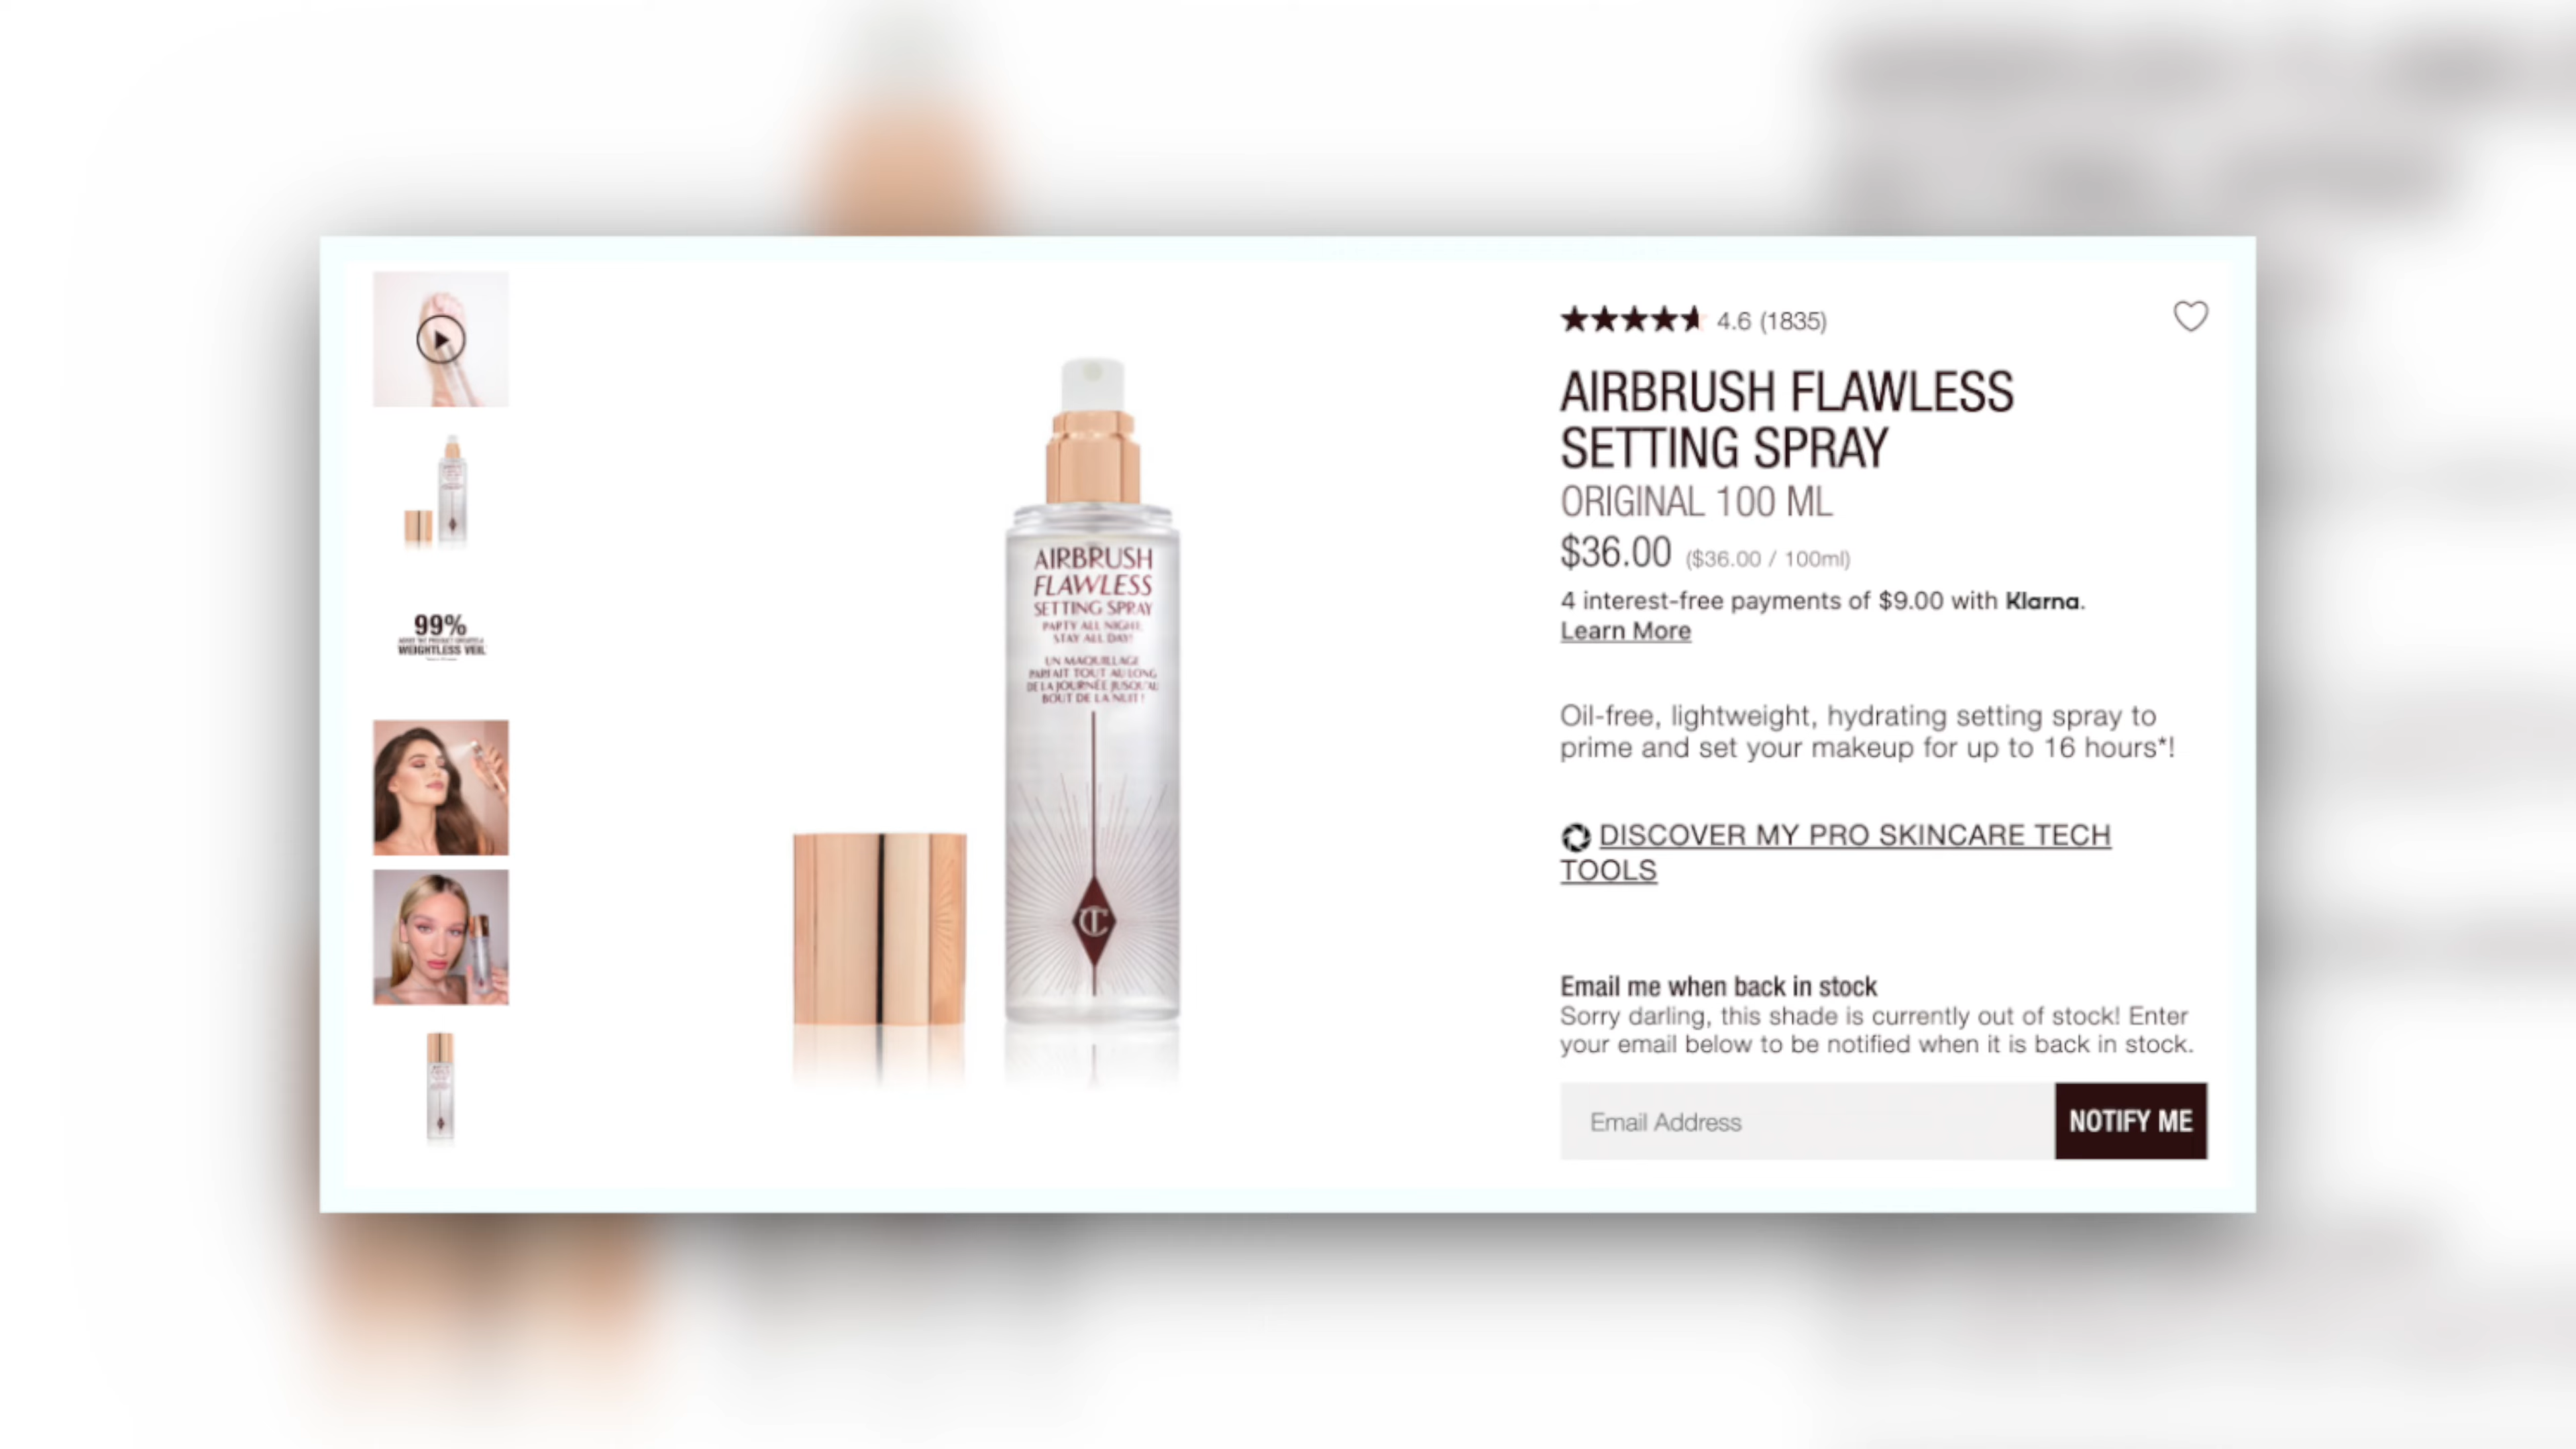 4.6 (1835)
AIRBRUSH FLAWLESS
SETTING SPRAY
ORIGINAL 100 ML
$36.00 ($36.00 / 100ml)
4 interest-free payments of $9.00 with Klarna.
Learn More
Oil-free, lightweight, hydrating setting spray to
prime and set your makeup for up to 16 hours*!
DISCOVER MY PRO SKINCARE TECH
TOOLS
Email me when back in stock
Sorry darling, this shade is currently out of stock! Enter
your email below to be notified when it is back in stock.
Email Address
NOTIFY ME
AIRBRUSH
FLAWLESS
SETTING SPRAY
PARTY ALL NIGHT,
STAY ALL DAY!
UN MAQUILLAGE
PARFAIT TOUT AU LONG
DE LA JOURNÉE JUSQU'AU
BOUT DE LA NUIT!
CT
99%
WEIGHTLESS VEIL